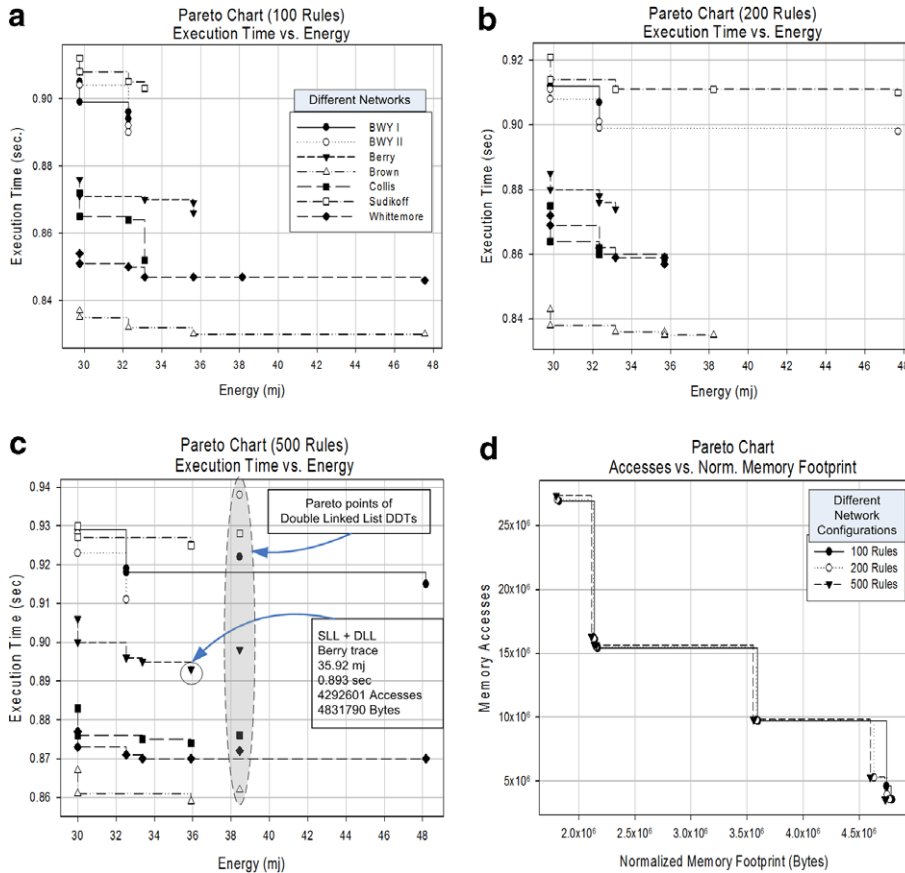 a
Pareto Chart (100 Rules)
Execution Time vs. Energy
Execution Time (sec.)
0.90
0.88
0.86
0.84
Different Networks
BWY I
BWY II
Berry
Brown
Collis
Sudikoff
Whittemore
30 32 34 36 38 40 42 44 46 48
Energy (mj)
b
Pareto Chart (200 Rules)
Execution Time vs. Energy
Execution Time (sec)
0.92
0.90
0.88
0.86
0.84
30 32 34 36 38 40 42 44 46 48
Energy (mj)
c
Pareto Chart (500 Rules)
Execution Time vs. Energy
Execution Time (sec)
0.94
0.93
0.92
0.91
0.90
0.89
0.88
0.87
0.86
Pareto points of
Double Linked List DDTs
SLL + DLL
Berry trace
35.92 mj
0.893 sec
4292601 Accesses
4831790 Bytes
30 32 34 36 38 40 42 44 46 48
Energy (mj)
d
Pareto Chart
Accesses vs. Norm. Memory Footprint
Memory Accesses
25x10⁶
20x10⁶
15x10⁶
10x10⁶
5x10⁶
Different
Network
Configurations
100 Rules
200 Rules
500 Rules
2.0x10⁶ 2.5x10⁶ 3.0x10⁶ 3.5x10⁶ 4.0x10⁶ 4.5x10⁶
Normalized Memory Footprint (Bytes)